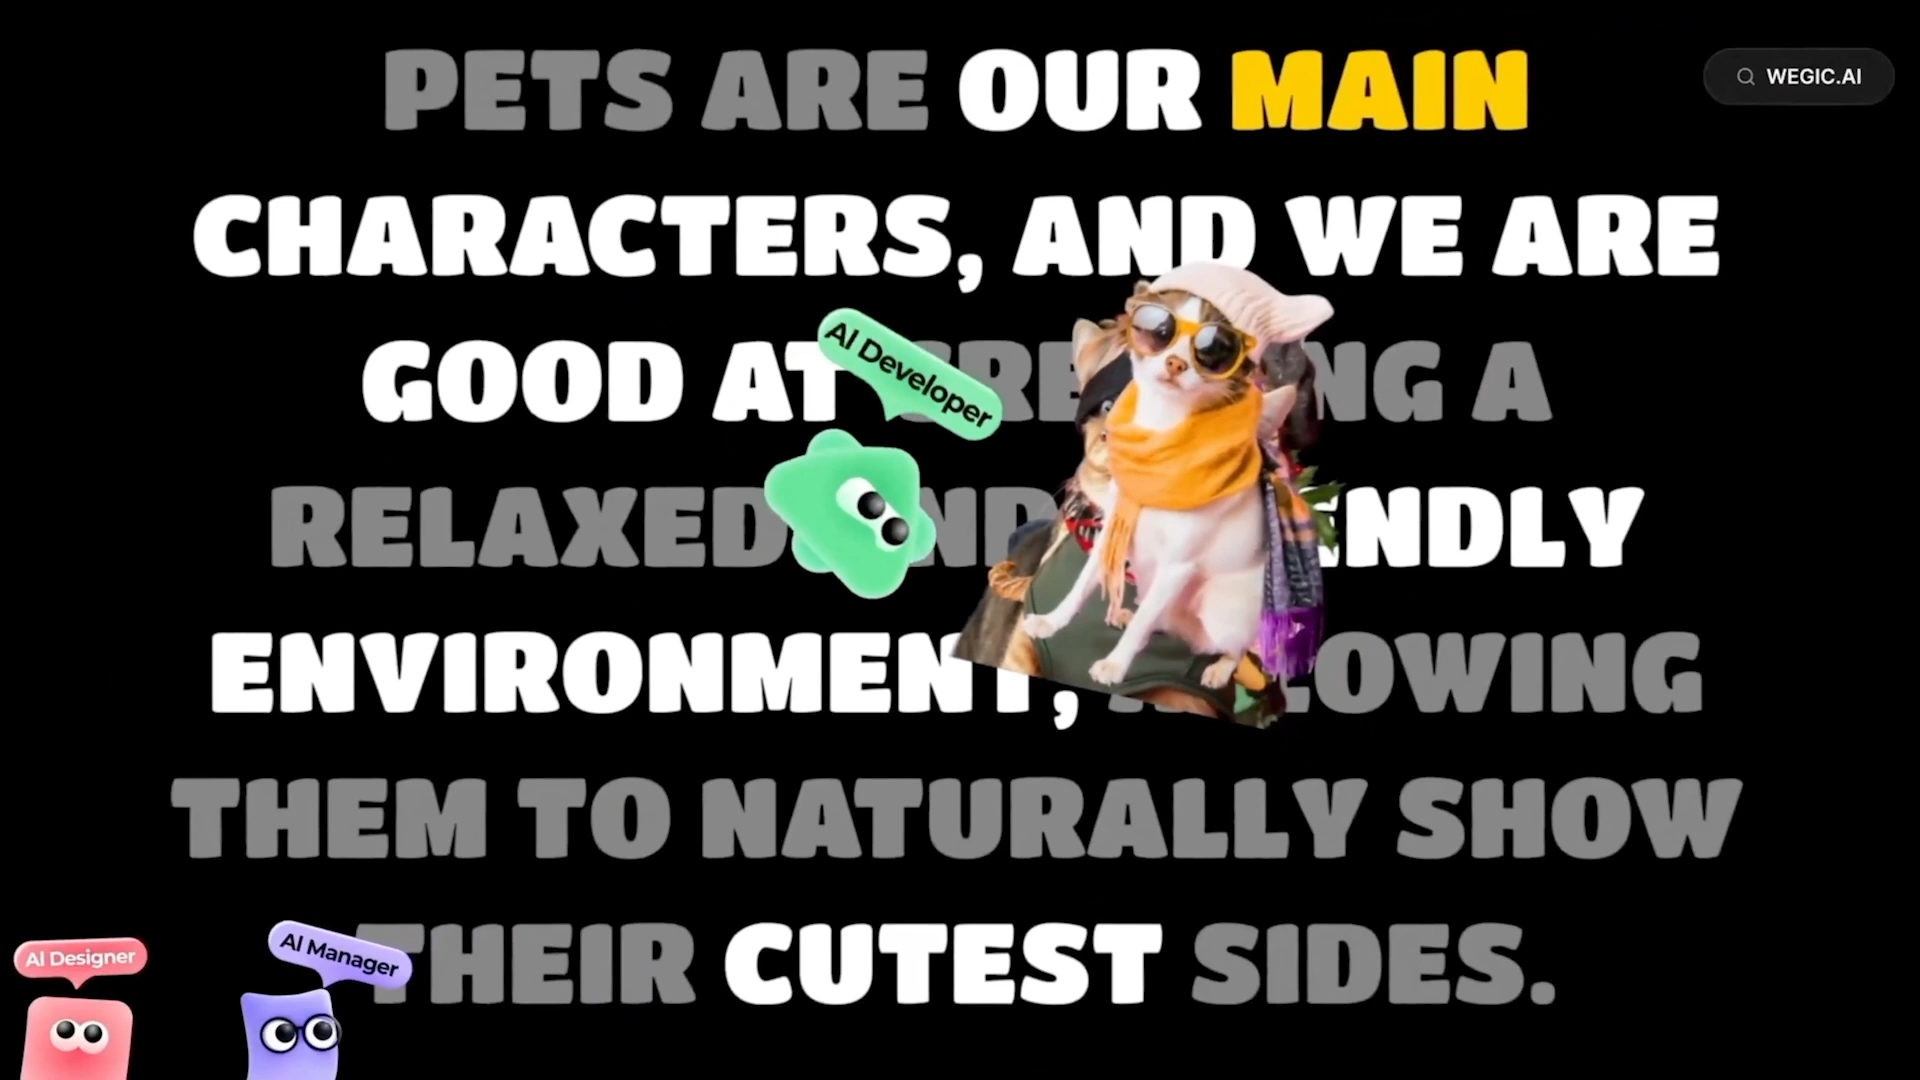 PETS ARE OUR MAIN
WEGIC.AI
CHARACTERS, AND WE ARE
GOOD AT A
AI Developer
RELAXED
ENVIRONMENT,
THEM TO NATURALLY SHOW
THEIR CUTEST SIDES.
AI Designer
AI Manager